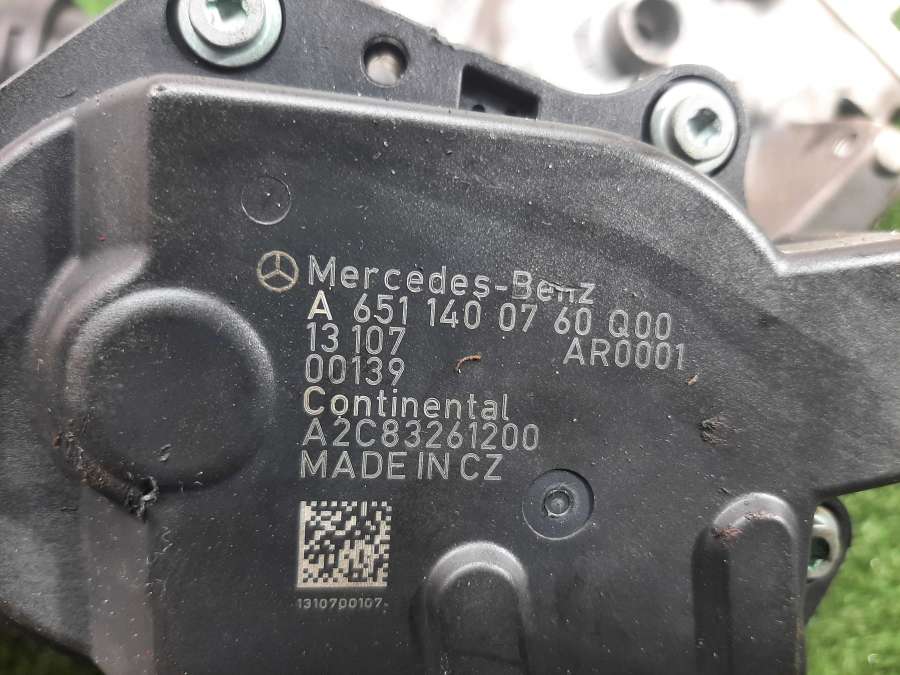 Mercedes-Benz
A 651 140 07 60 Q00
13 107 AR0001
00139
Continental
A2C83261200
MADE IN CZ
1310700107